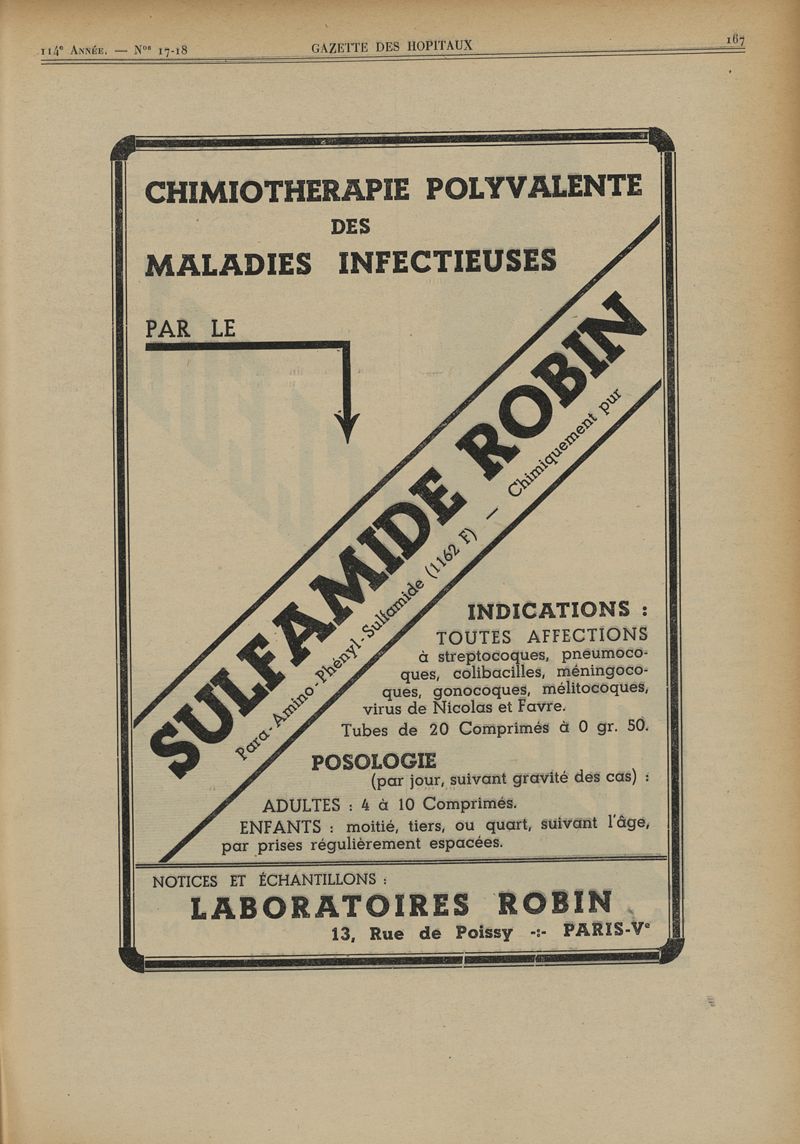 114e ANNÉE. — Nos 17-18
GAZETTE DES HOPITAUX
167
CHIMIOTHERAPIE POLYVALENTE
DES
MALADIES INFECTIEUSES
PAR LE
SULFAMIDE ROBIN
Para-Amino-Phényl-Sulfamide (1162 F) — Chimiquement pur
INDICATIONS :
TOUTES AFFECTIONS
à streptocoques, pneumoco-
ques, colibacilles, méningoco-
ques, gonocoques, mélitocoques,
virus de Nicolas et Favre.
Tubes de 20 Comprimés à 0 gr. 50.
POSOLOGIE
(par jour, suivant gravité des cas) :
ADULTES : 4 à 10 Comprimés.
ENFANTS : moitié, tiers, ou quart, suivant l'âge,
par prises régulièrement espacées.
NOTICES ET ÉCHANTILLONS :
LABORATOIRES ROBIN
13, Rue de Poissy -:- PARIS-Ve